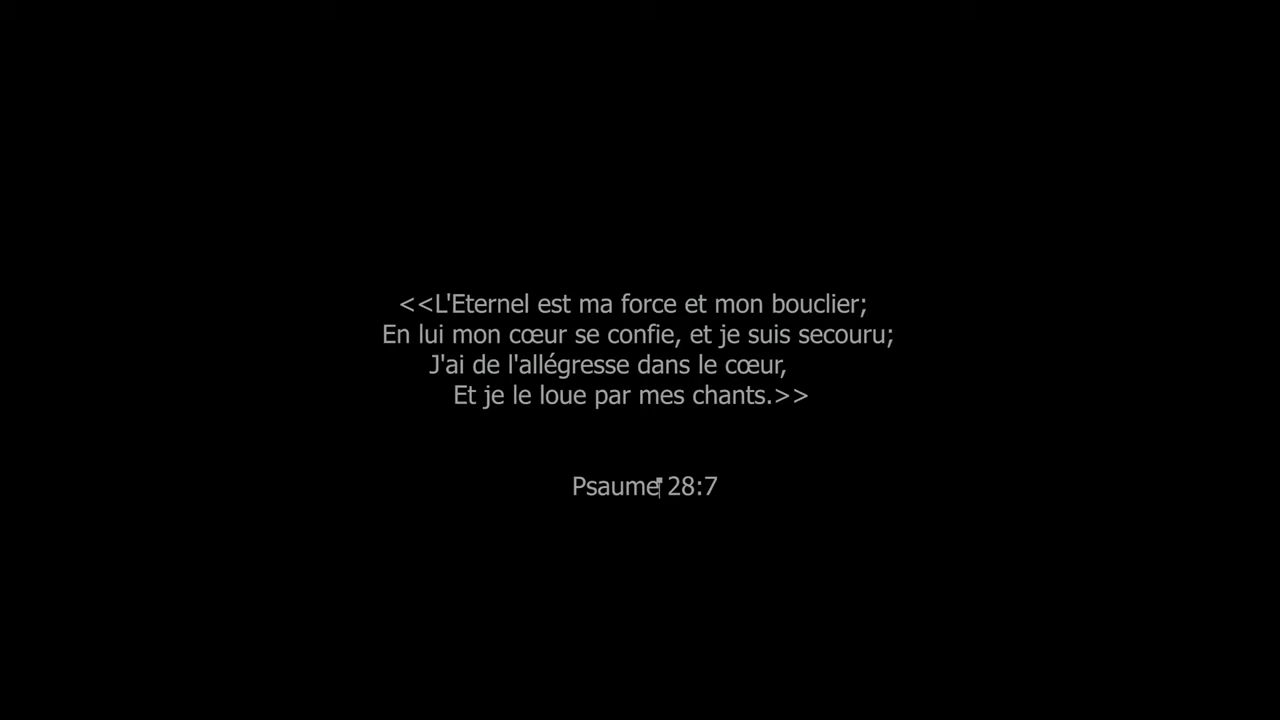 <<L'Eternel est ma force et mon bouclier;
En lui mon cœur se confie, et je suis secouru;
J'ai de l'allégresse dans le cœur,
Et je le loue par mes chants.>>
Psaume 28:7